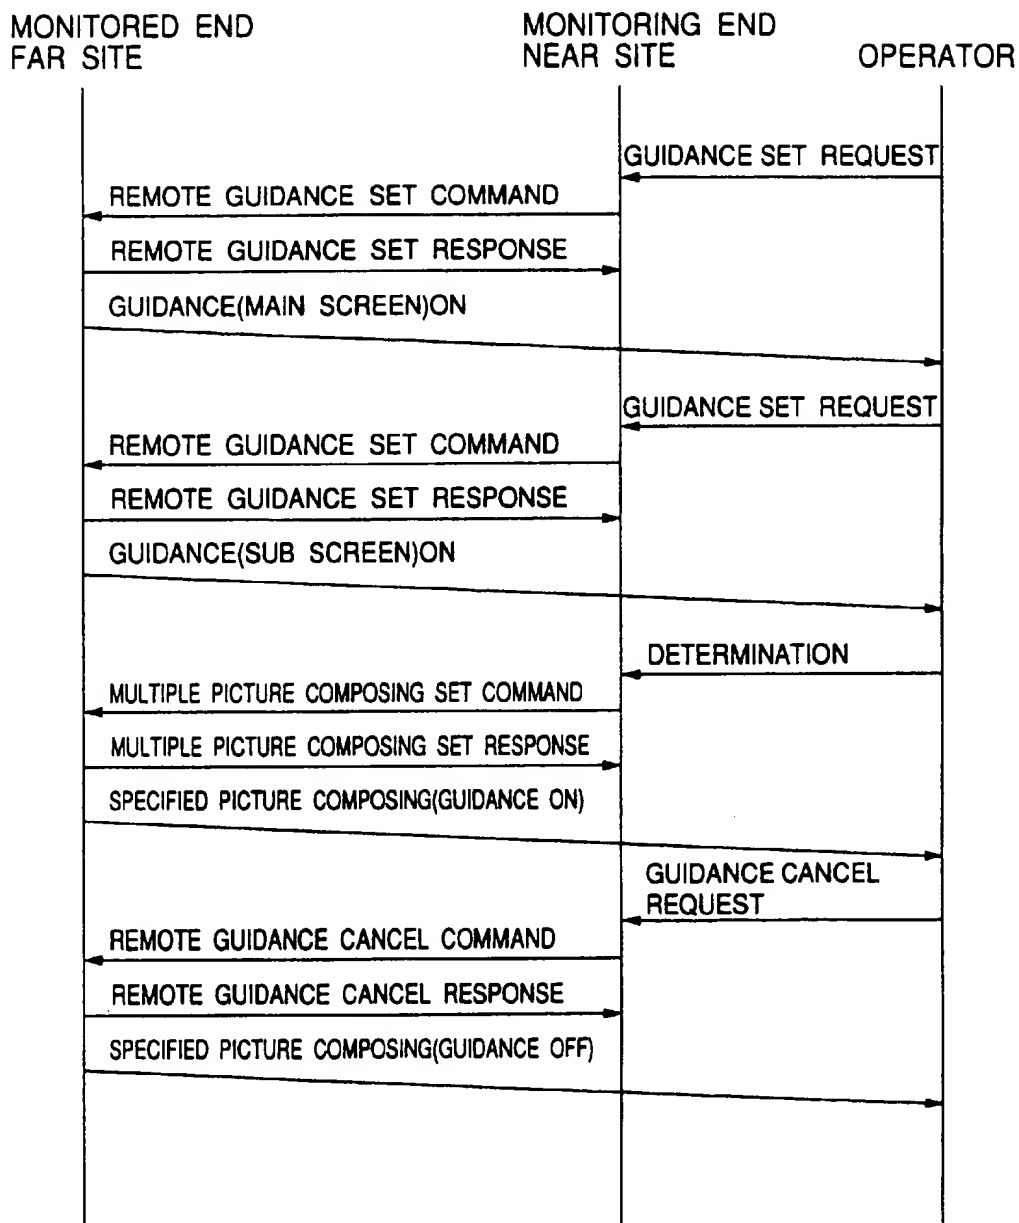 MONITORED END
FAR SITE
MONITORING END
NEAR SITE
OPERATOR
GUIDANCE SET REQUEST
REMOTE GUIDANCE SET COMMAND
REMOTE GUIDANCE SET RESPONSE
GUIDANCE(MAIN SCREEN)ON
GUIDANCE SET REQUEST
REMOTE GUIDANCE SET COMMAND
REMOTE GUIDANCE SET RESPONSE
GUIDANCE(SUB SCREEN)ON
DETERMINATION
MULTIPLE PICTURE COMPOSING SET COMMAND
MULTIPLE PICTURE COMPOSING SET RESPONSE
SPECIFIED PICTURE COMPOSING(GUIDANCE ON)
GUIDANCE CANCEL
REQUEST
REMOTE GUIDANCE CANCEL COMMAND
REMOTE GUIDANCE CANCEL RESPONSE
SPECIFIED PICTURE COMPOSING(GUIDANCE OFF)